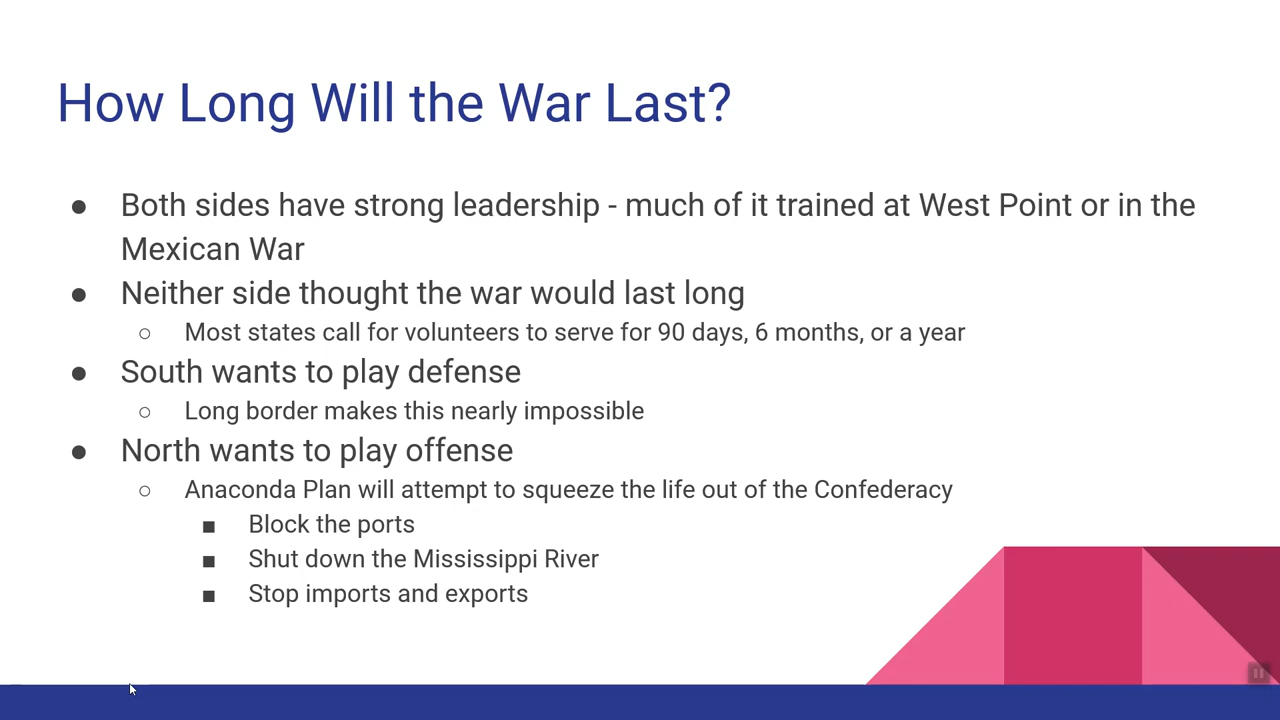 How Long Will the War Last?
● Both sides have strong leadership - much of it trained at West Point or in the
Mexican War
● Neither side thought the war would last long
○ Most states call for volunteers to serve for 90 days, 6 months, or a year
● South wants to play defense
○ Long border makes this nearly impossible
● North wants to play offense
○ Anaconda Plan will attempt to squeeze the life out of the Confederacy
■ Block the ports
■ Shut down the Mississippi River
■ Stop imports and exports